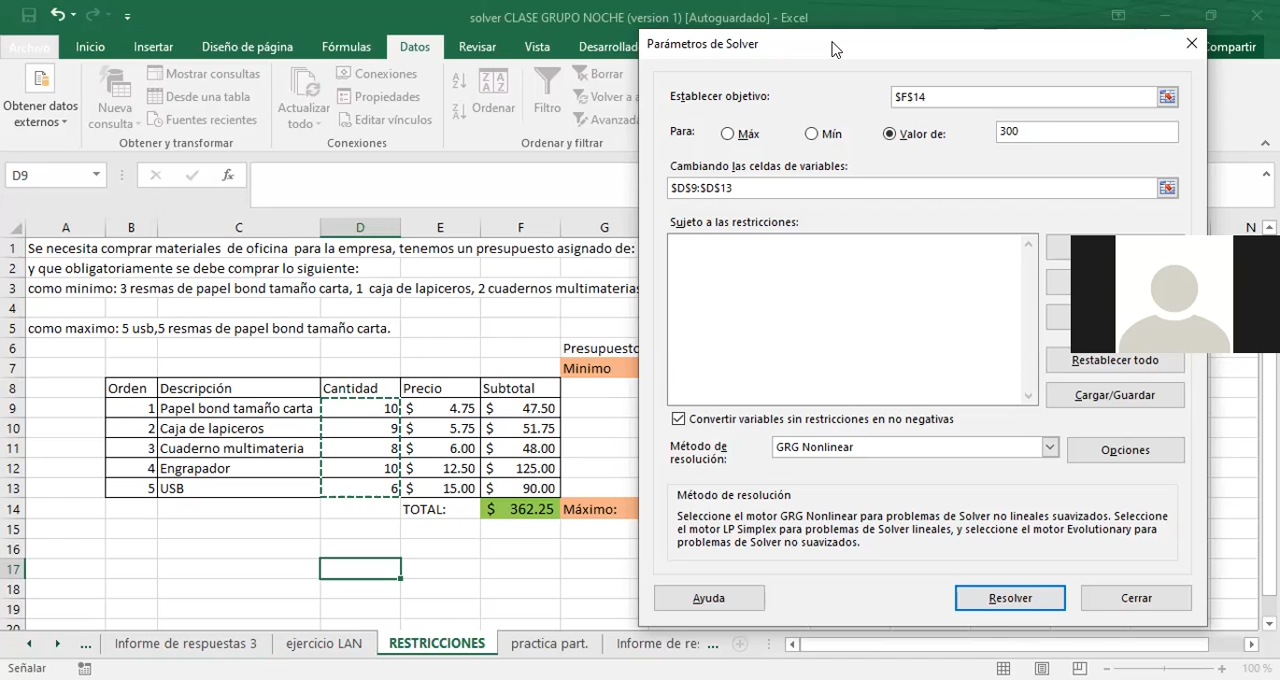 solver CLASE GRUPO NOCHE (version 1) [Autoguardado] - Excel
Archivo Inicio Insertar Diseño de página Fórmulas Datos Revisar Vista Desarrollad Compartir
Obtener datos externos
Nueva consulta
Mostrar consultas
Desde una tabla
Fuentes recientes
Obtener y transformar
Actualizar todo
Conexiones
Propiedades
Editar vínculos
Conexiones
Ordenar
Filtro
Borrar
Volver a a
Avanzada
Ordenar y filtrar
D9
fx
A B C D E F G N
1 Se necesita comprar materiales de oficina para la empresa, tenemos un presupuesto asignado de:
2 y que obligatoriamente se debe comprar lo siguiente:
3 como minimo: 3 resmas de papel bond tamaño carta, 1 caja de lapiceros, 2 cuadernos multimaterias
4
5 como maximo: 5 usb,5 resmas de papel bond tamaño carta.
6 Presupuesto
7 Minimo
8 Orden Descripción Cantidad Precio Subtotal
9 1 Papel bond tamaño carta 10 $ 4.75 $ 47.50
10 2 Caja de lapiceros 9 $ 5.75 $ 51.75
11 3 Cuaderno multimateria 8 $ 6.00 $ 48.00
12 4 Engrapador 10 $ 12.50 $ 125.00
13 5 USB 6 $ 15.00 $ 90.00
14 TOTAL: $ 362.25 Máximo:
15
16
17
18
19
20
... Informe de respuestas 3 ejercicio LAN RESTRICCIONES practica part. Informe de re: ...
Señalar
100 %
Parámetros de Solver
Establecer objetivo: $F$14
Para: Máx Mín Valor de: 300
Cambiando las celdas de variables:
$D$9:$D$13
Sujeto a las restricciones:
Restablecer todo
Cargar/Guardar
Convertir variables sin restricciones en no negativas
Método de resolución: GRG Nonlinear Opciones
Método de resolución
Seleccione el motor GRG Nonlinear para problemas de Solver no lineales suavizados. Seleccione
el motor LP Simplex para problemas de Solver lineales, y seleccione el motor Evolutionary para
problemas de Solver no suavizados.
Ayuda Resolver Cerrar